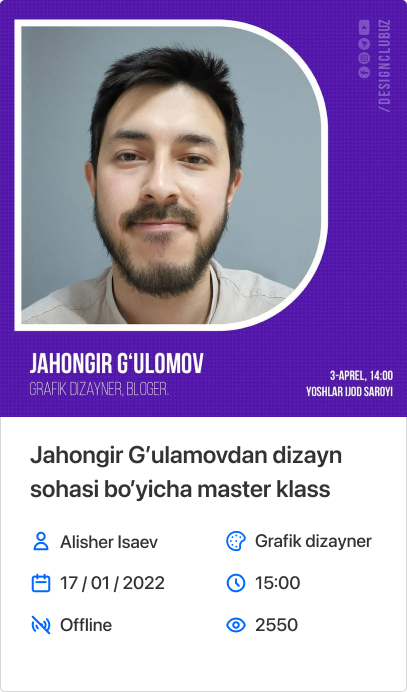 /DESIGNCLUBUZ
JAHONGIR G‘ULOMOV
GRAFIK DIZAYNER, BLOGER.
3-APREL, 14:00
YOSHLAR IJOD SAROYI
Jahongir G’ulamovdan dizayn
sohasi bo’yicha master klass
Alisher Isaev
Grafik dizayner
17 / 01 / 2022
15:00
Offline
2550